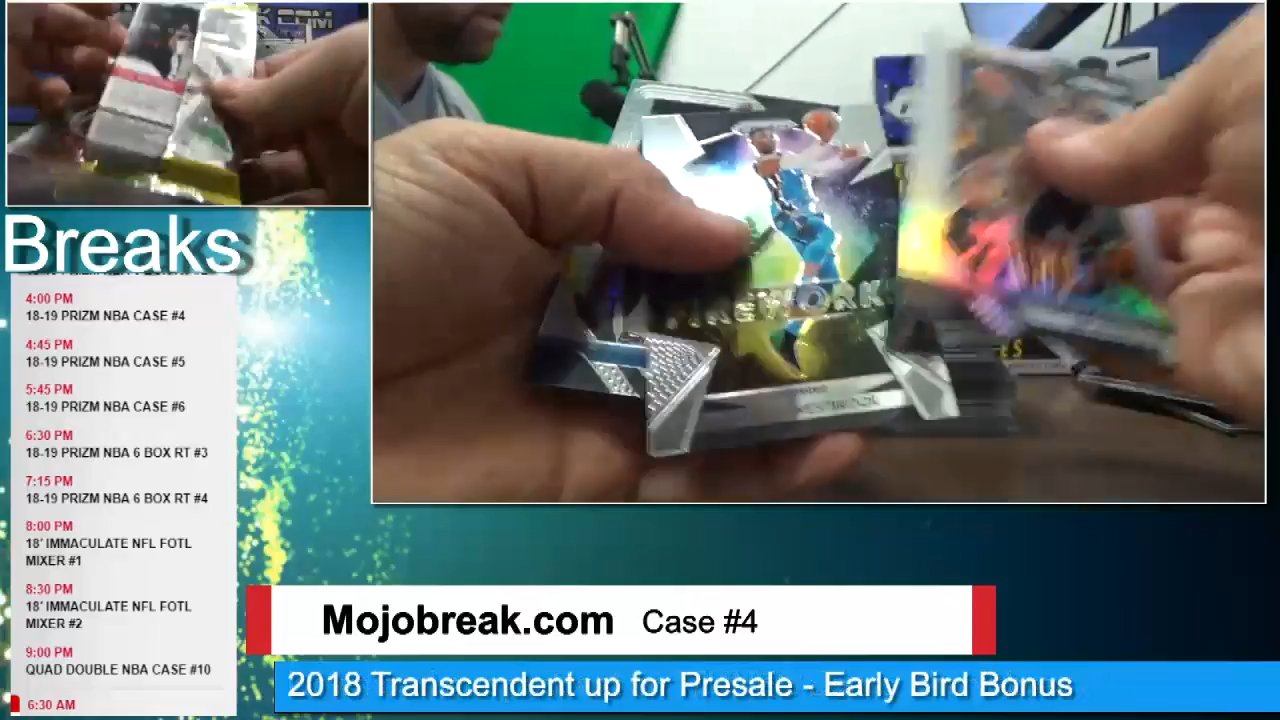 K COM
Breaks
4:00 PM
18-19 PRIZM NBA CASE #4
4:45 PM
18-19 PRIZM NBA CASE #5
5:45 PM
18-19 PRIZM NBA CASE #6
6:30 PM
18-19 PRIZM NBA 6 BOX RT #3
7:15 PM
18-19 PRIZM NBA 6 BOX RT #4
8:00 PM
18' IMMACULATE NFL FOTL
MIXER #1
8:30 PM
18' IMMACULATE NFL FOTL
MIXER #2
9:00 PM
QUAD DOUBLE NBA CASE #10
6:30 AM
FIREWORK
Mojobreak.com Case #4
2018 Transcendent up for Presale - Early Bird Bonus